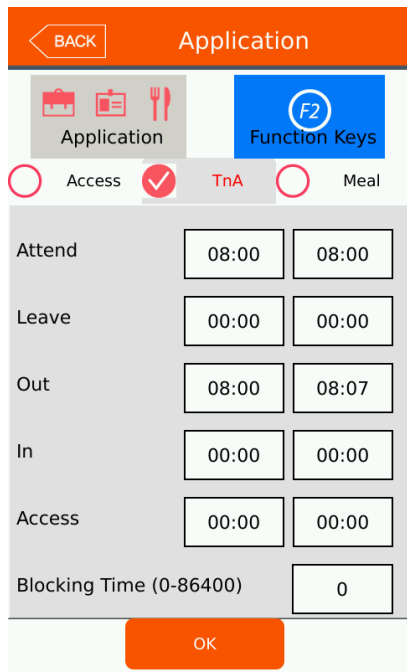 BACK Application
F2
Application Function Keys
Access TnA Meal
Attend 08:00 08:00
Leave 00:00 00:00
Out 08:00 08:07
In 00:00 00:00
Access 00:00 00:00
Blocking Time (0-86400) 0
OK